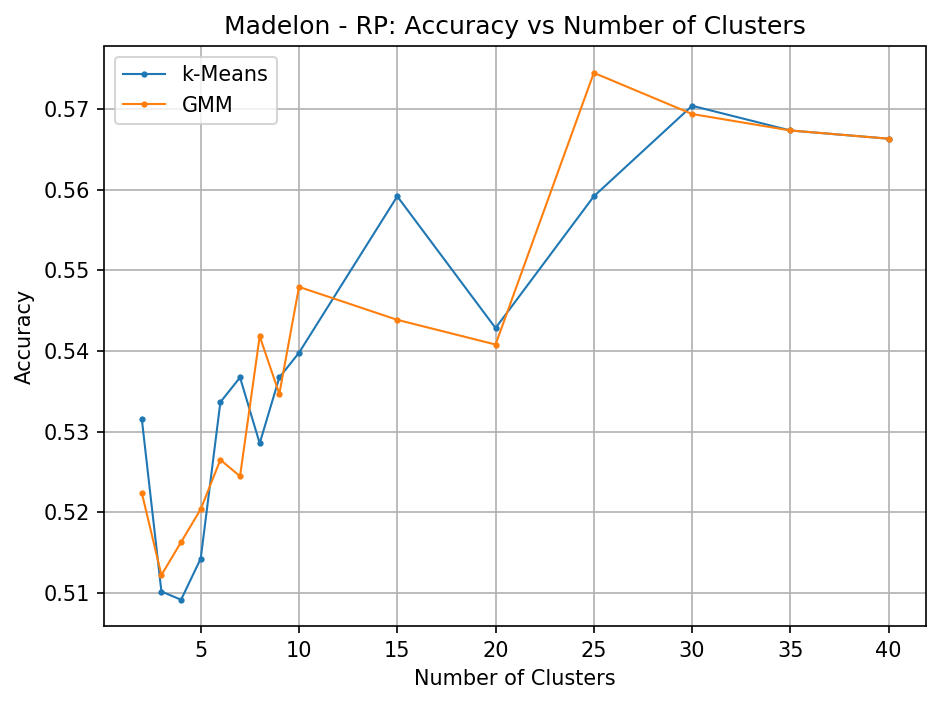 Madelon - RP: Accuracy vs Number of Clusters
k-Means
GMM
Accuracy
0.57
0.56
0.55
0.54
0.53
0.52
0.51
5 10 15 20 25 30 35 40
Number of Clusters